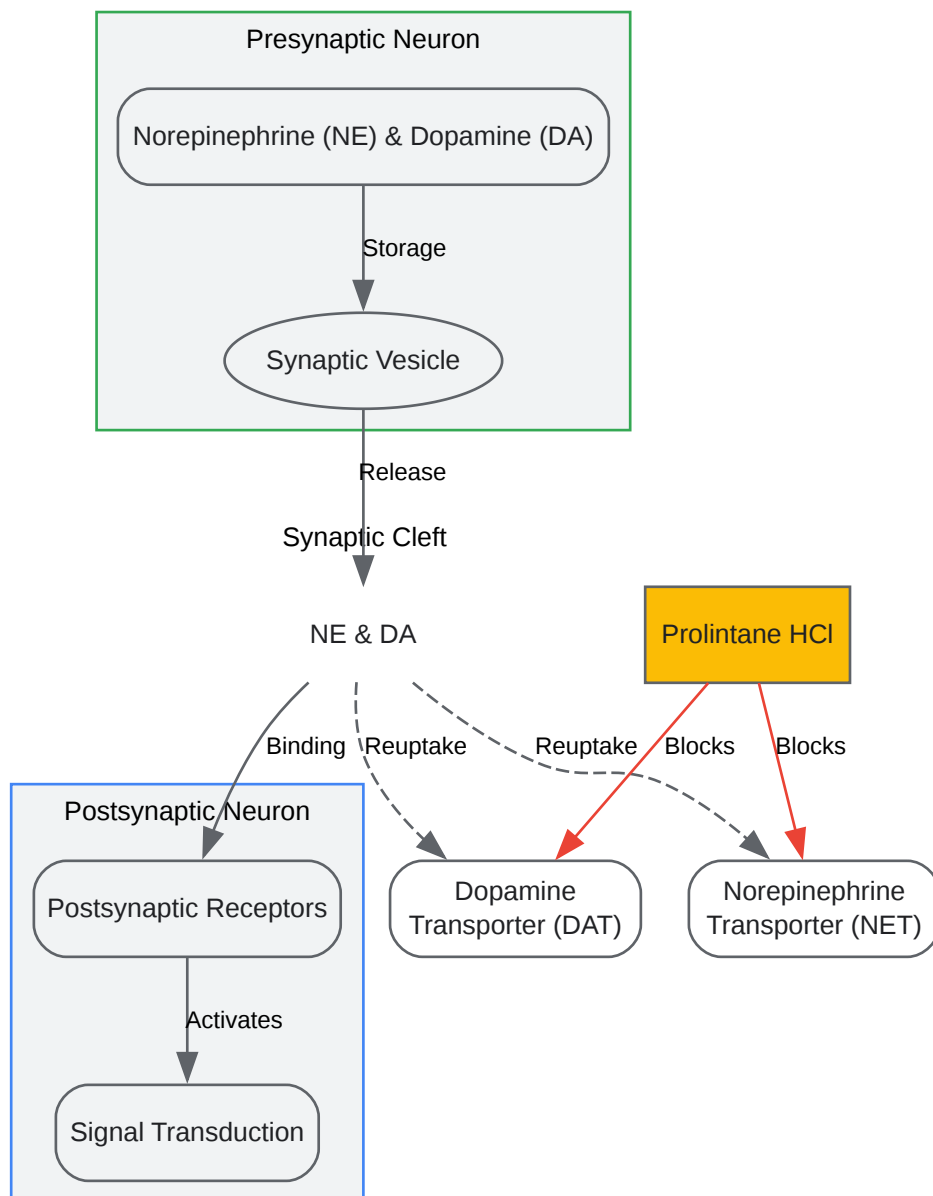 Presynaptic Neuron
Norepinephrine (NE) & Dopamine (DA)
Storage
Synaptic Vesicle
Release
Synaptic Cleft
NE & DA
Prolintane HCl
Binding
Reuptake
Reuptake
Blocks
Blocks
Postsynaptic Neuron
Postsynaptic Receptors
Dopamine
Transporter (DAT)
Norepinephrine
Transporter (NET)
Activates
Signal Transduction